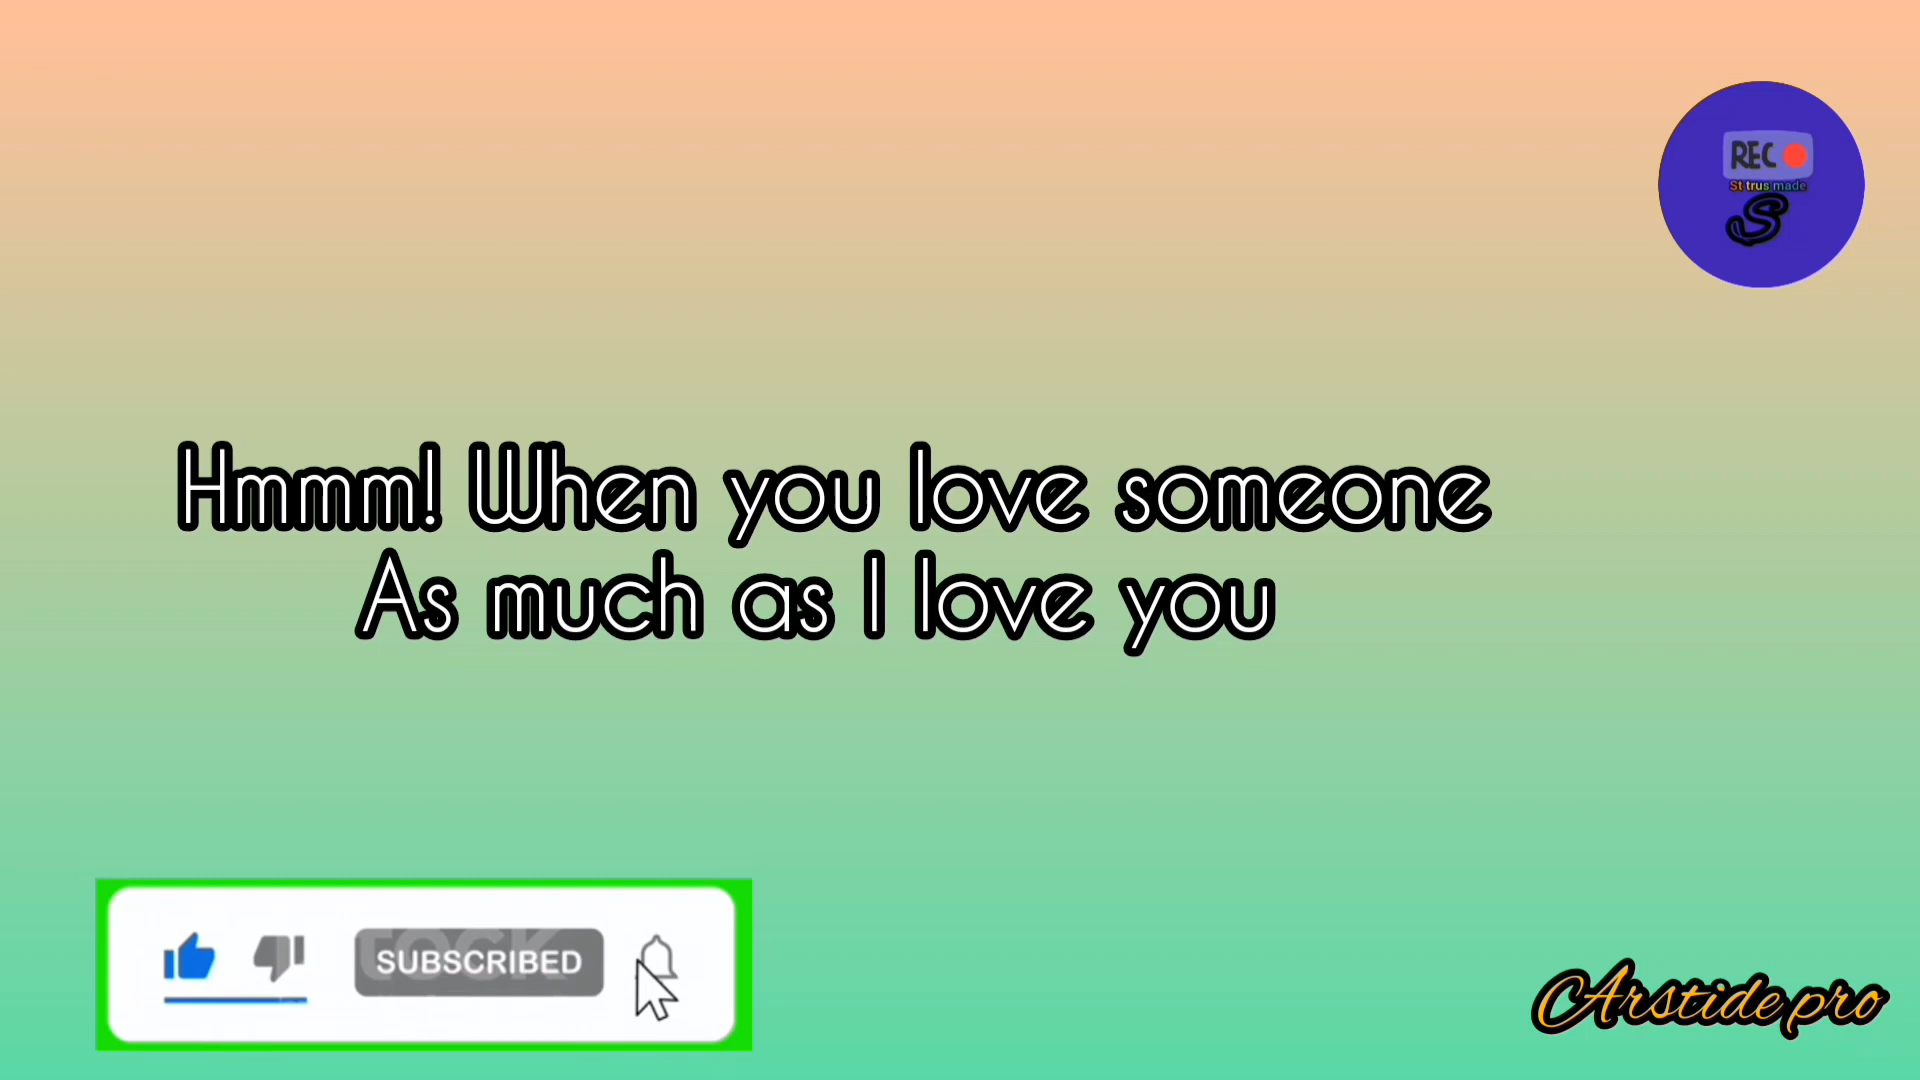 REC
St trus made
S
Hmmm! When you love someone
As much as I love you
SUBSCRIBED
Arstide pro